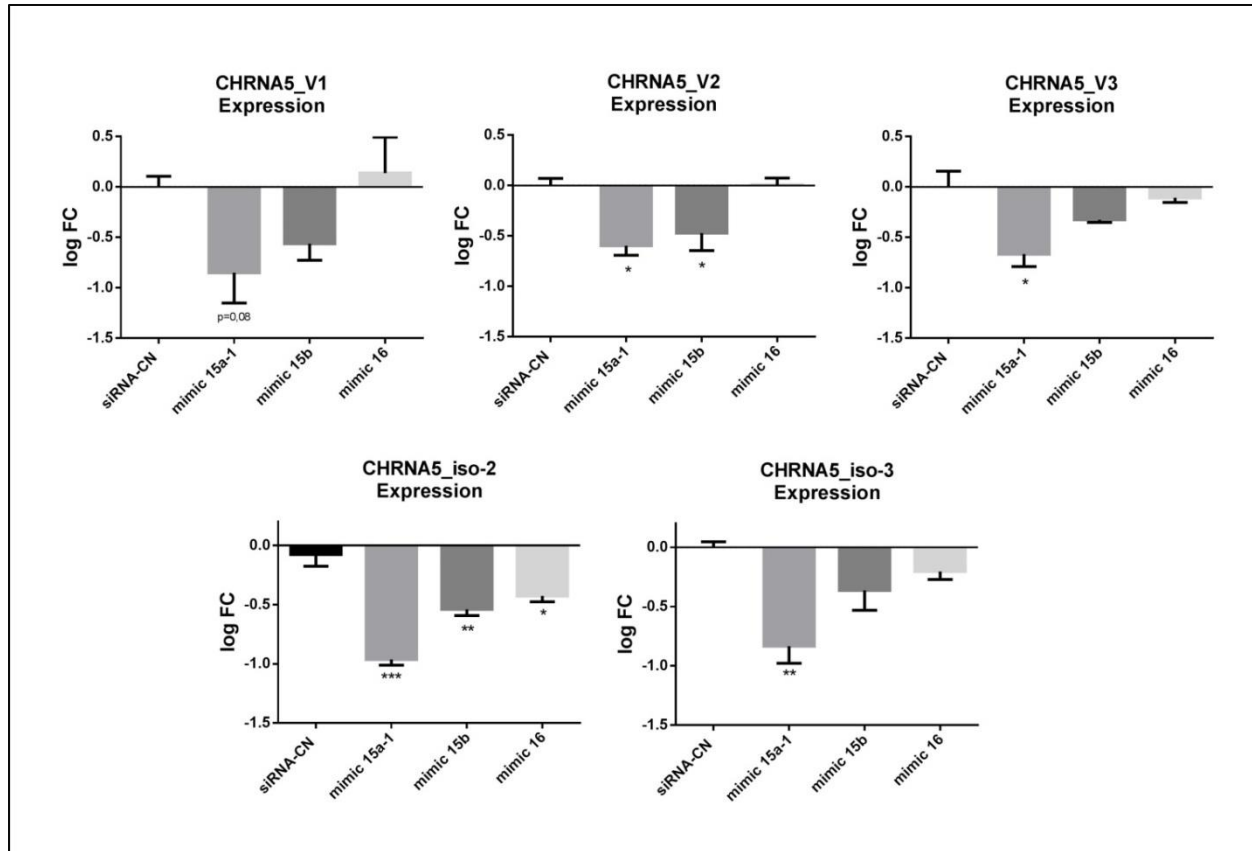 CHRNA5_V1
Expression
log FC
0.5
0.0
-0.5
-1.0
-1.5
p=0,08
siRNA-CN
mimic 15a-1
mimic 15b
mimic 16
CHRNA5_V2
Expression
log FC
0.5
0.0
-0.5
-1.0
-1.5
*
*
siRNA-CN
mimic 15a-1
mimic 15b
mimic 16
CHRNA5_V3
Expression
log FC
0.5
0.0
-0.5
-1.0
-1.5
*
siRNA-CN
mimic 15a-1
mimic 15b
mimic 16
CHRNA5_iso-2
Expression
log FC
0.0
-0.5
-1.0
-1.5
***
**
*
siRNA-CN
mimic 15a-1
mimic 15b
mimic 16
CHRNA5_iso-3
Expression
log FC
0.0
-0.5
-1.0
-1.5
**
siRNA-CN
mimic 15a-1
mimic 15b
mimic 16